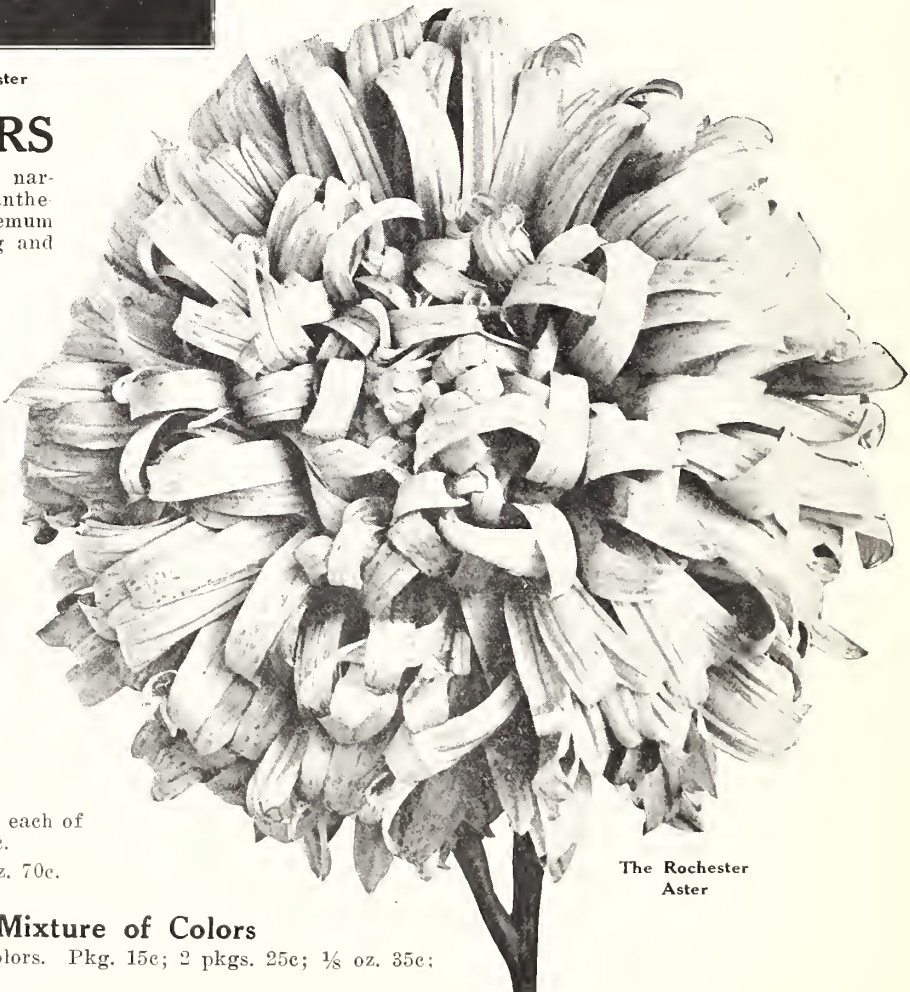 ster
RS
nar-
nthe-
emum
g and
each of
c.
z. 70c.
The Rochester
Aster
Mixture of Colors
olors. Pkg. 15c; 2 pkgs. 25c; ⅛ oz. 35c;